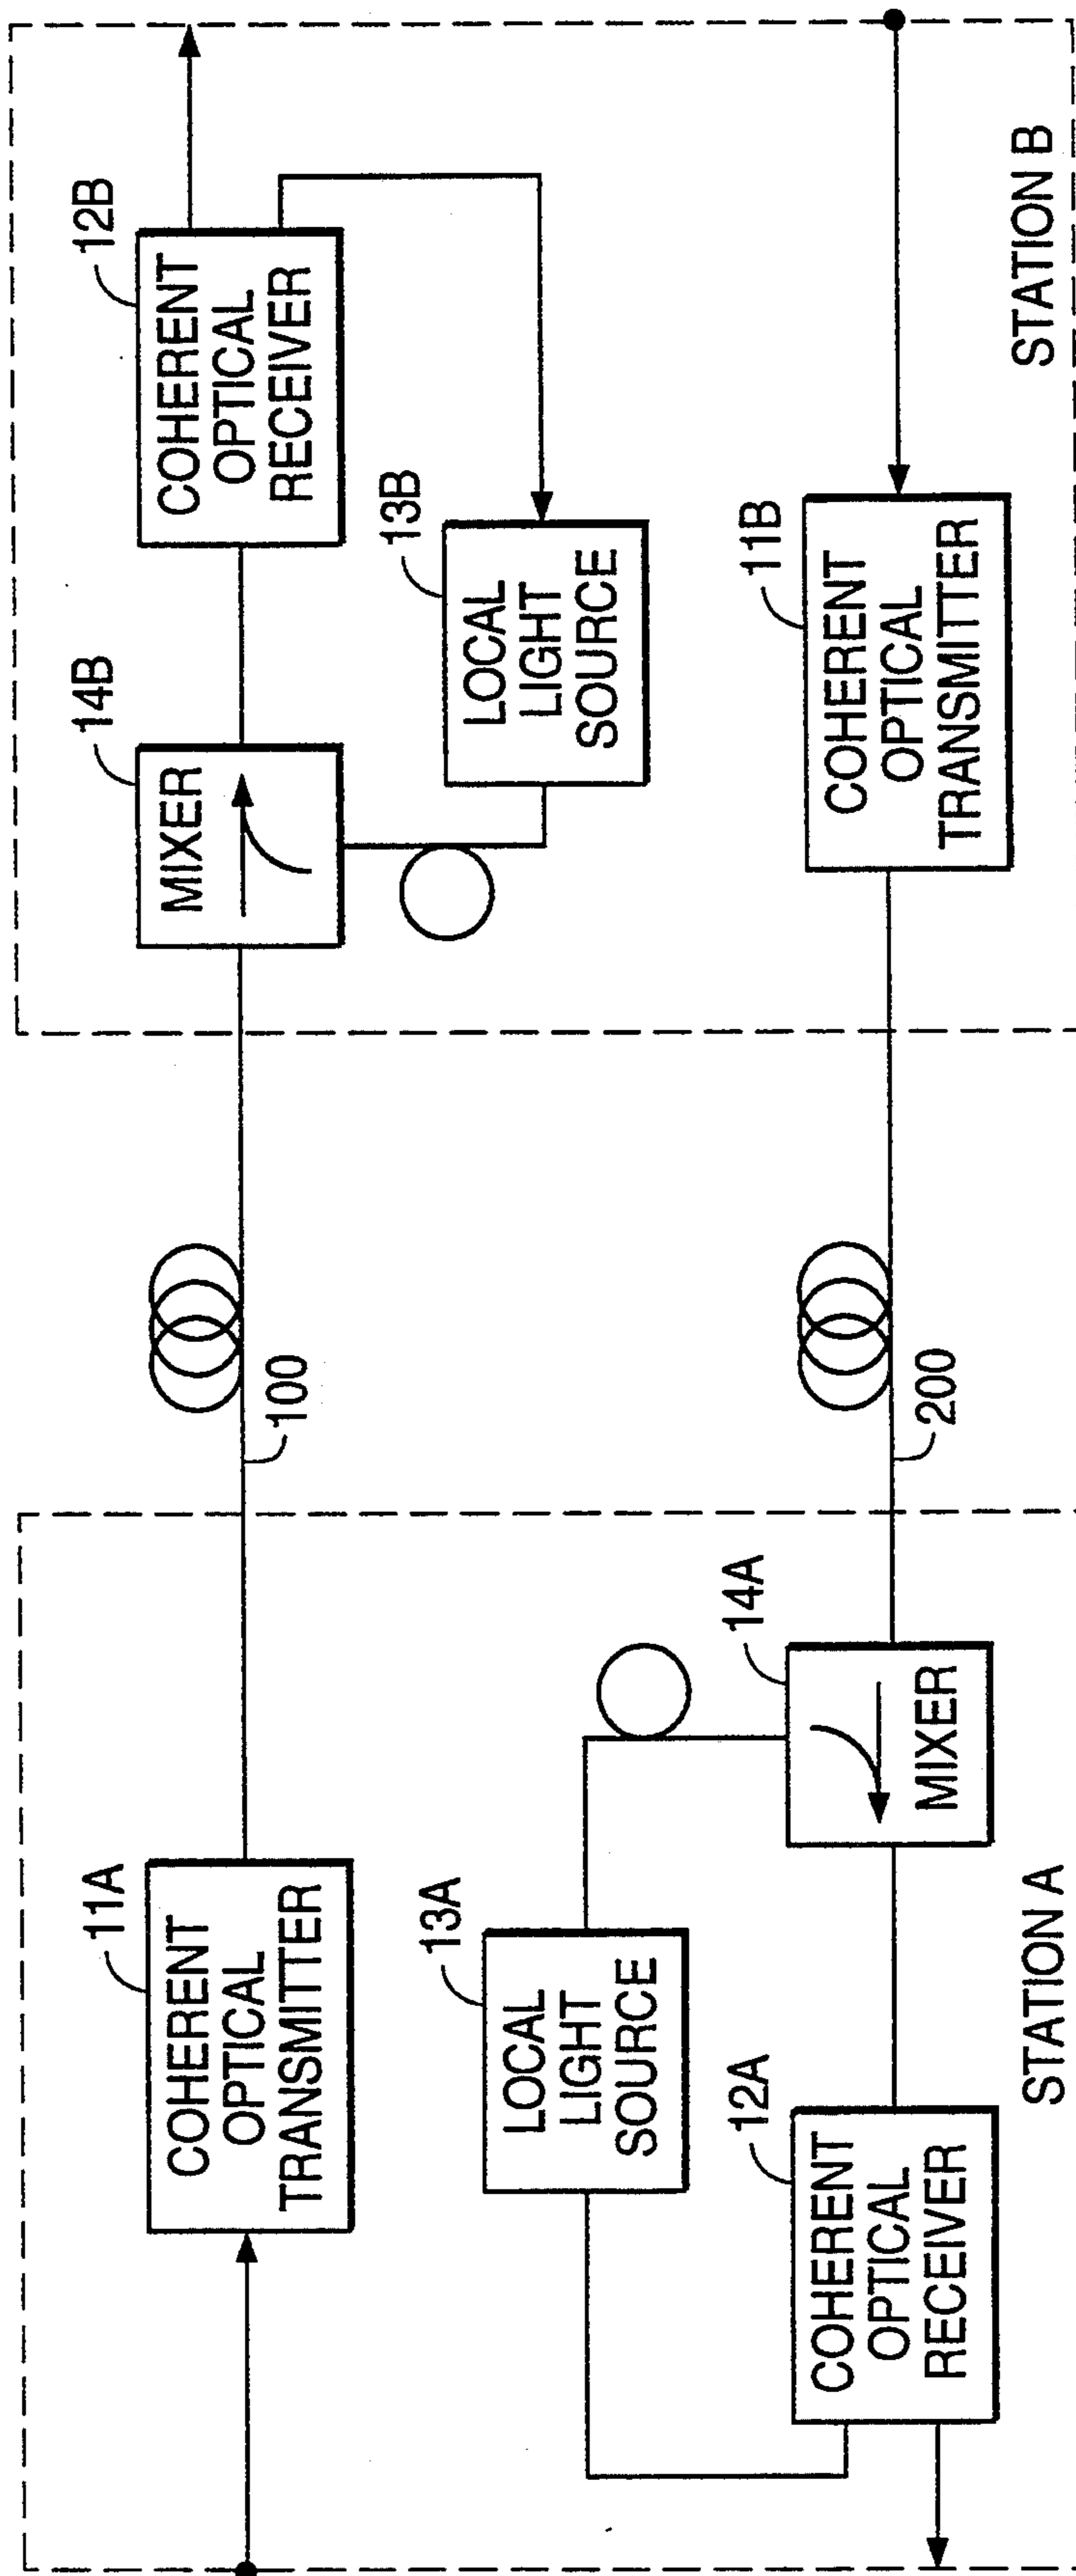 11A
COHERENT
OPTICAL
TRANSMITTER
100
14B
MIXER
12B
COHERENT
OPTICAL
RECEIVER
13B
LOCAL
LIGHT
SOURCE
13A
LOCAL
LIGHT
SOURCE
12A
COHERENT
OPTICAL
RECEIVER
14A
MIXER
200
11B
COHERENT
OPTICAL
TRANSMITTER
STATION A
STATION B